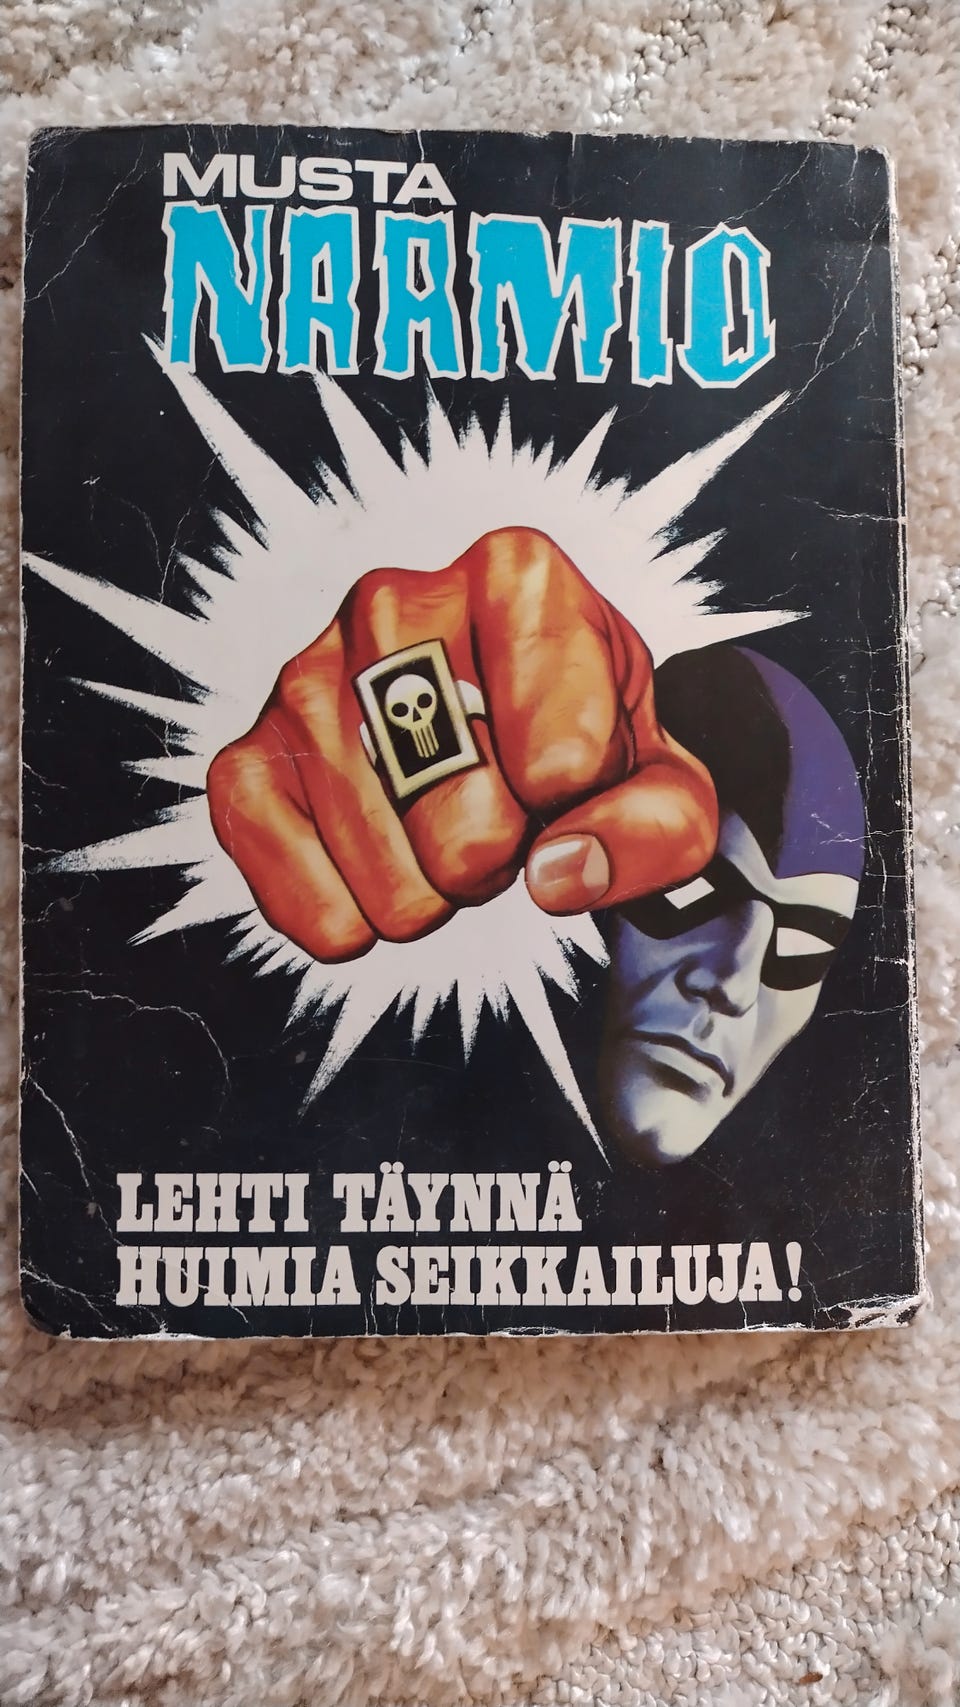 MUSTA
NAAMIO
LEHTI TÄYNNÄ
HUIMIA SEIKKAILUJA!